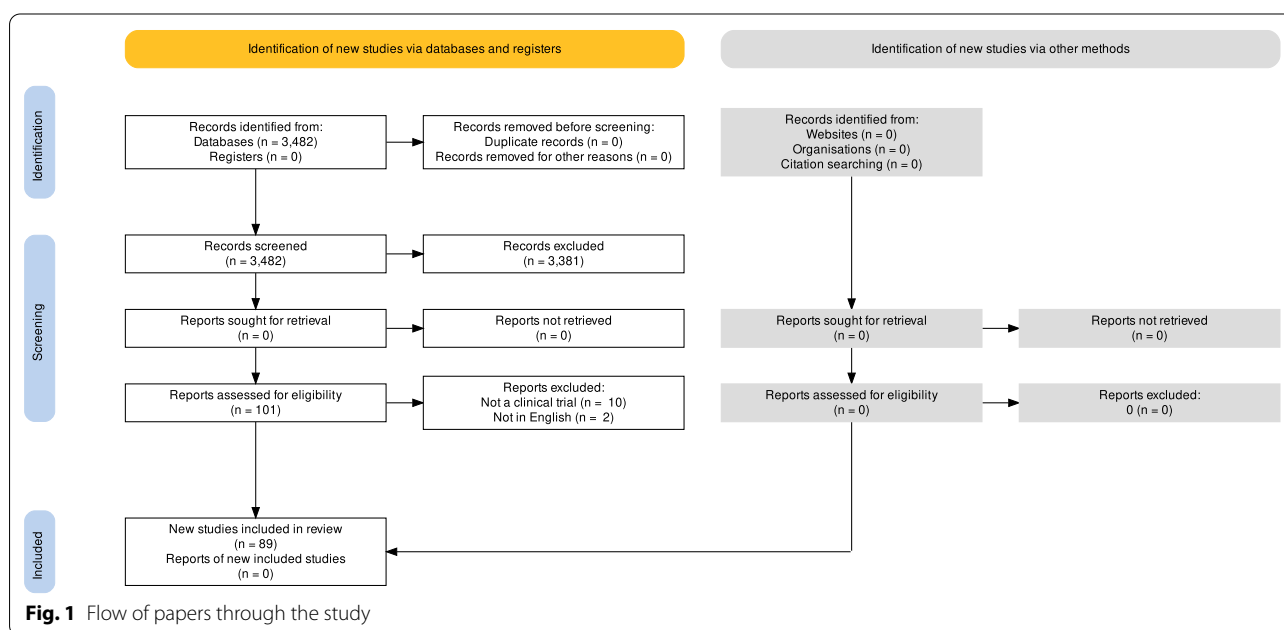 Identification of new studies via databases and registers
Identification of new studies via other methods
Identification
Records identified from:
Databases (n = 3,482)
Registers (n = 0)
Records removed before screening:
Duplicate records (n = 0)
Records removed for other reasons (n = 0)
Records identified from:
Websites (n = 0)
Organisations (n = 0)
Citation searching (n = 0)
Screening
Records screened
(n = 3,482)
Records excluded
(n = 3,381)
Reports sought for retrieval
(n = 0)
Reports not retrieved
(n = 0)
Reports sought for retrieval
(n = 0)
Reports not retrieved
(n = 0)
Reports assessed for eligibility
(n = 101)
Reports excluded:
Not a clinical trial (n = 10)
Not in English (n = 2)
Reports assessed for eligibility
(n = 0)
Reports excluded:
0 (n = 0)
Included
New studies included in review
(n = 89)
Reports of new included studies
(n = 0)
Fig. 1 Flow of papers through the study